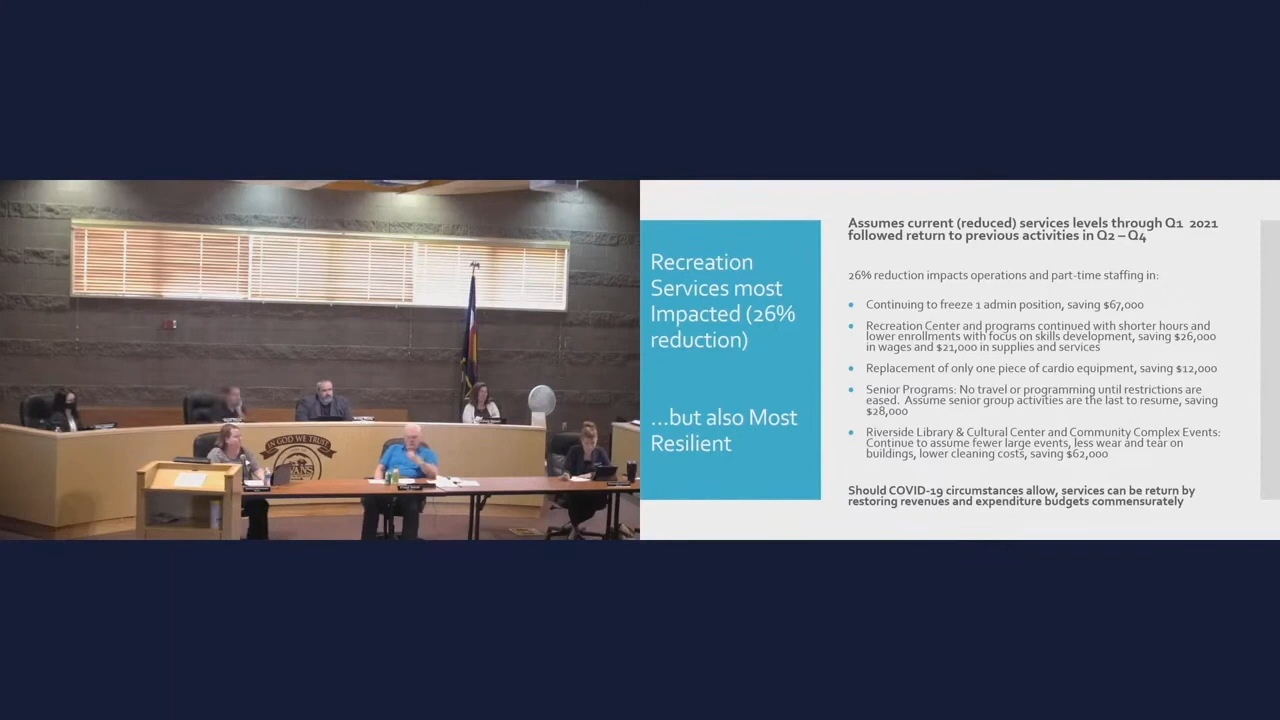 IN GOD WE TRUST
EVANS
Recreation
Services most
Impacted (26%
reduction)
...but also Most
Resilient
Assumes current (reduced) services levels through Q1 2021
followed return to previous activities in Q2 – Q4
26% reduction impacts operations and part-time staffing in:
• Continuing to freeze 1 admin position, saving $67,000
• Recreation Center and programs continued with shorter hours and
lower enrollments with focus on skills development, saving $26,000
in wages and $21,000 in supplies and services
• Replacement of only one piece of cardio equipment, saving $12,000
• Senior Programs: No travel or programming until restrictions are
eased. Assume senior group activities are the last to resume, saving
$28,000
• Riverside Library & Cultural Center and Community Complex Events:
Continue to assume fewer large events, less wear and tear on
buildings, lower cleaning costs, saving $62,000
Should COVID-19 circumstances allow, services can be return by
restoring revenues and expenditure budgets commensurately